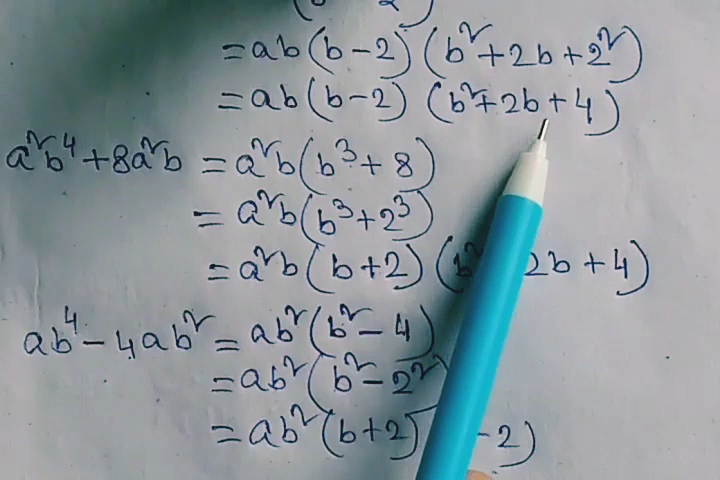 = ab(b-2)(b²+2b+2²)
= ab(b-2)(b²+2b+4)
a²b⁴+8a²b = a²b(b³+8)
= a²b(b³+2³)
= a²b(b+2)(b² 2b+4)
ab⁴-4ab² = ab²(b²-4)
= ab²(b²-2²
= ab²(b+2) -2)